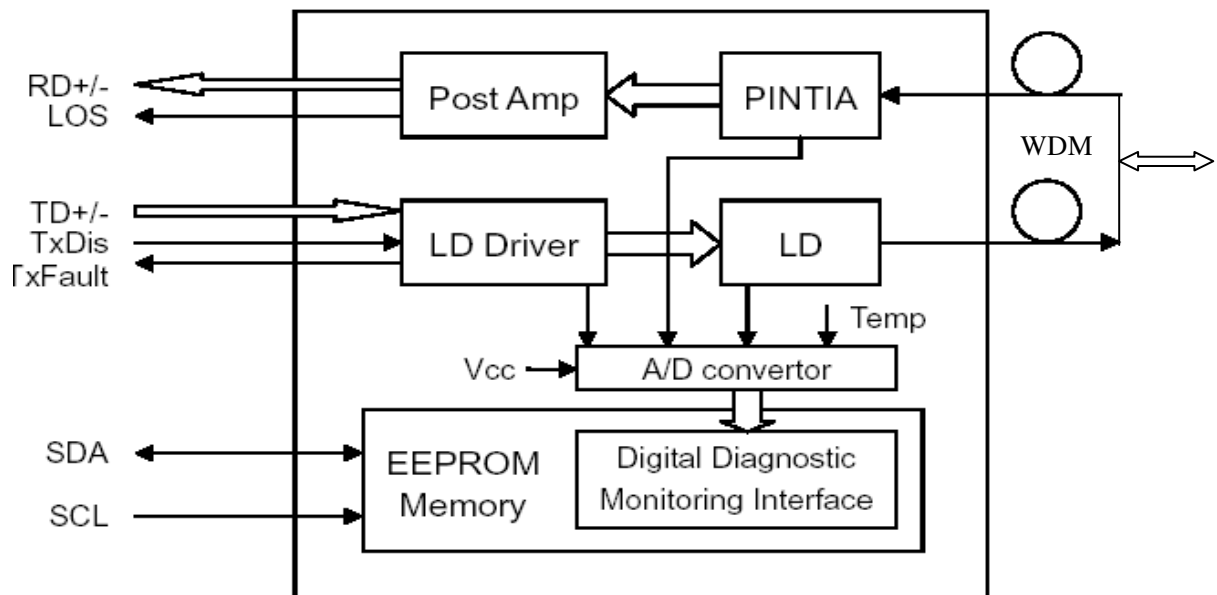 RD+/-
LOS
Post Amp
PINTIA
WDM
TD+/-
TxDis
TxFault
LD Driver
LD
Temp
Vcc
A/D convertor
SDA
SCL
EEPROM
Memory
Digital Diagnostic
Monitoring Interface